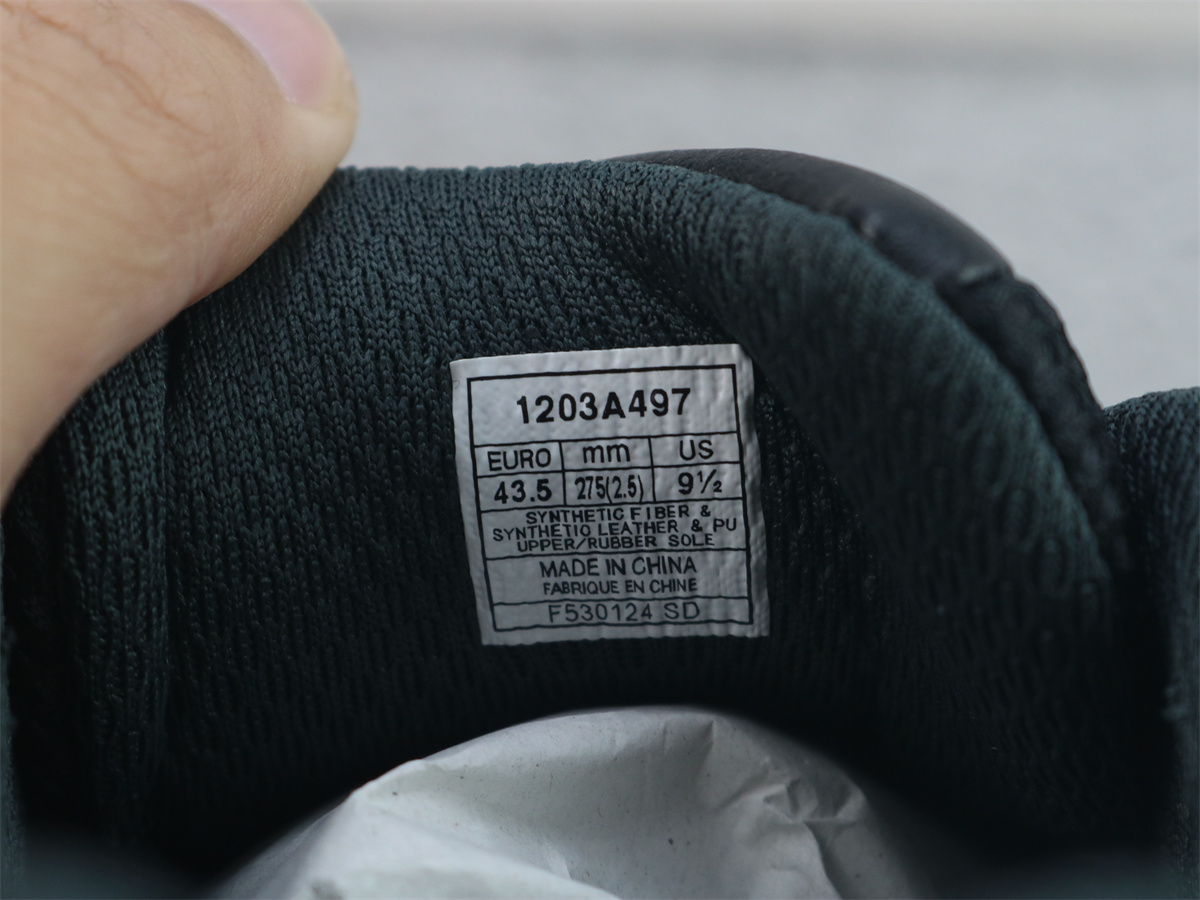 1203A497
EURO mm US
43.5 275(2.5) 9½
SYNTHETIC FIBER &
SYNTHETIO LEATHER & PU
UPPER/RUBBER SOLE
MADE IN CHINA
FABRIQUE EN CHINE
F530124 SD